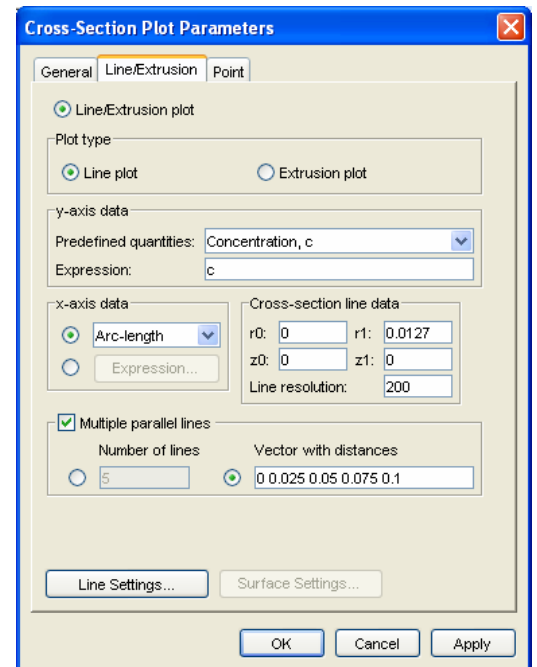 Cross-Section Plot Parameters
General Line/Extrusion Point
Line/Extrusion plot
Plot type
Line plot Extrusion plot
y-axis data
Predefined quantities: Concentration, c
Expression: c
x-axis data
Arc-length
Expression...
Cross-section line data
r0: 0 r1: 0.0127
z0: 0 z1: 0
Line resolution: 200
Multiple parallel lines
Number of lines Vector with distances
5 0 0.025 0.05 0.075 0.1
Line Settings... Surface Settings...
OK Cancel Apply